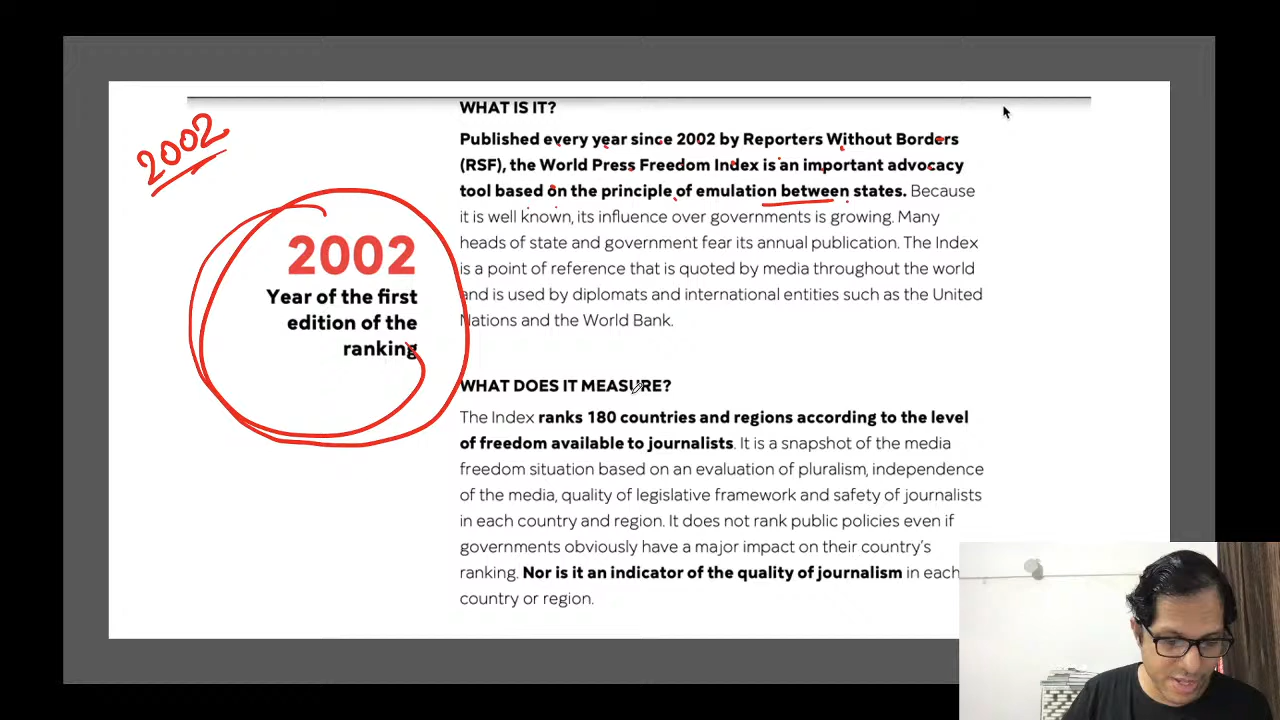 2002
2002
Year of the first
edition of the
ranking
WHAT IS IT?
Published every year since 2002 by Reporters Without Borders
(RSF), the World Press Freedom Index is an important advocacy
tool based on the principle of emulation between states. Because
it is well known, its influence over governments is growing. Many
heads of state and government fear its annual publication. The Index
is a point of reference that is quoted by media throughout the world
and is used by diplomats and international entities such as the United
Nations and the World Bank.
WHAT DOES IT MEASURE?
The Index ranks 180 countries and regions according to the level
of freedom available to journalists. It is a snapshot of the media
freedom situation based on an evaluation of pluralism, independence
of the media, quality of legislative framework and safety of journalists
in each country and region. It does not rank public policies even if
governments obviously have a major impact on their country's
ranking. Nor is it an indicator of the quality of journalism in each
country or region.